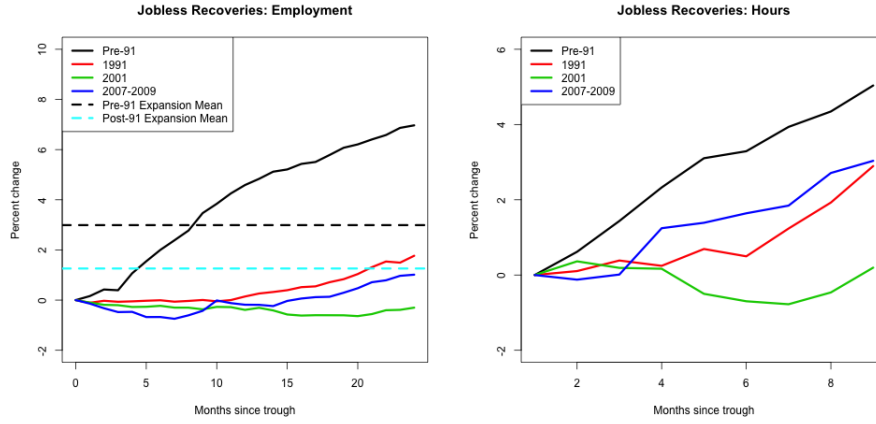 Jobless Recoveries: Employment
Percent change
10
8
6
4
2
0
-2
Pre-91
1991
2001
2007-2009
Pre-91 Expansion Mean
Post-91 Expansion Mean
0 5 10 15 20
Months since trough
Jobless Recoveries: Hours
Percent change
6
4
2
0
-2
Pre-91
1991
2001
2007-2009
2 4 6 8
Months since trough